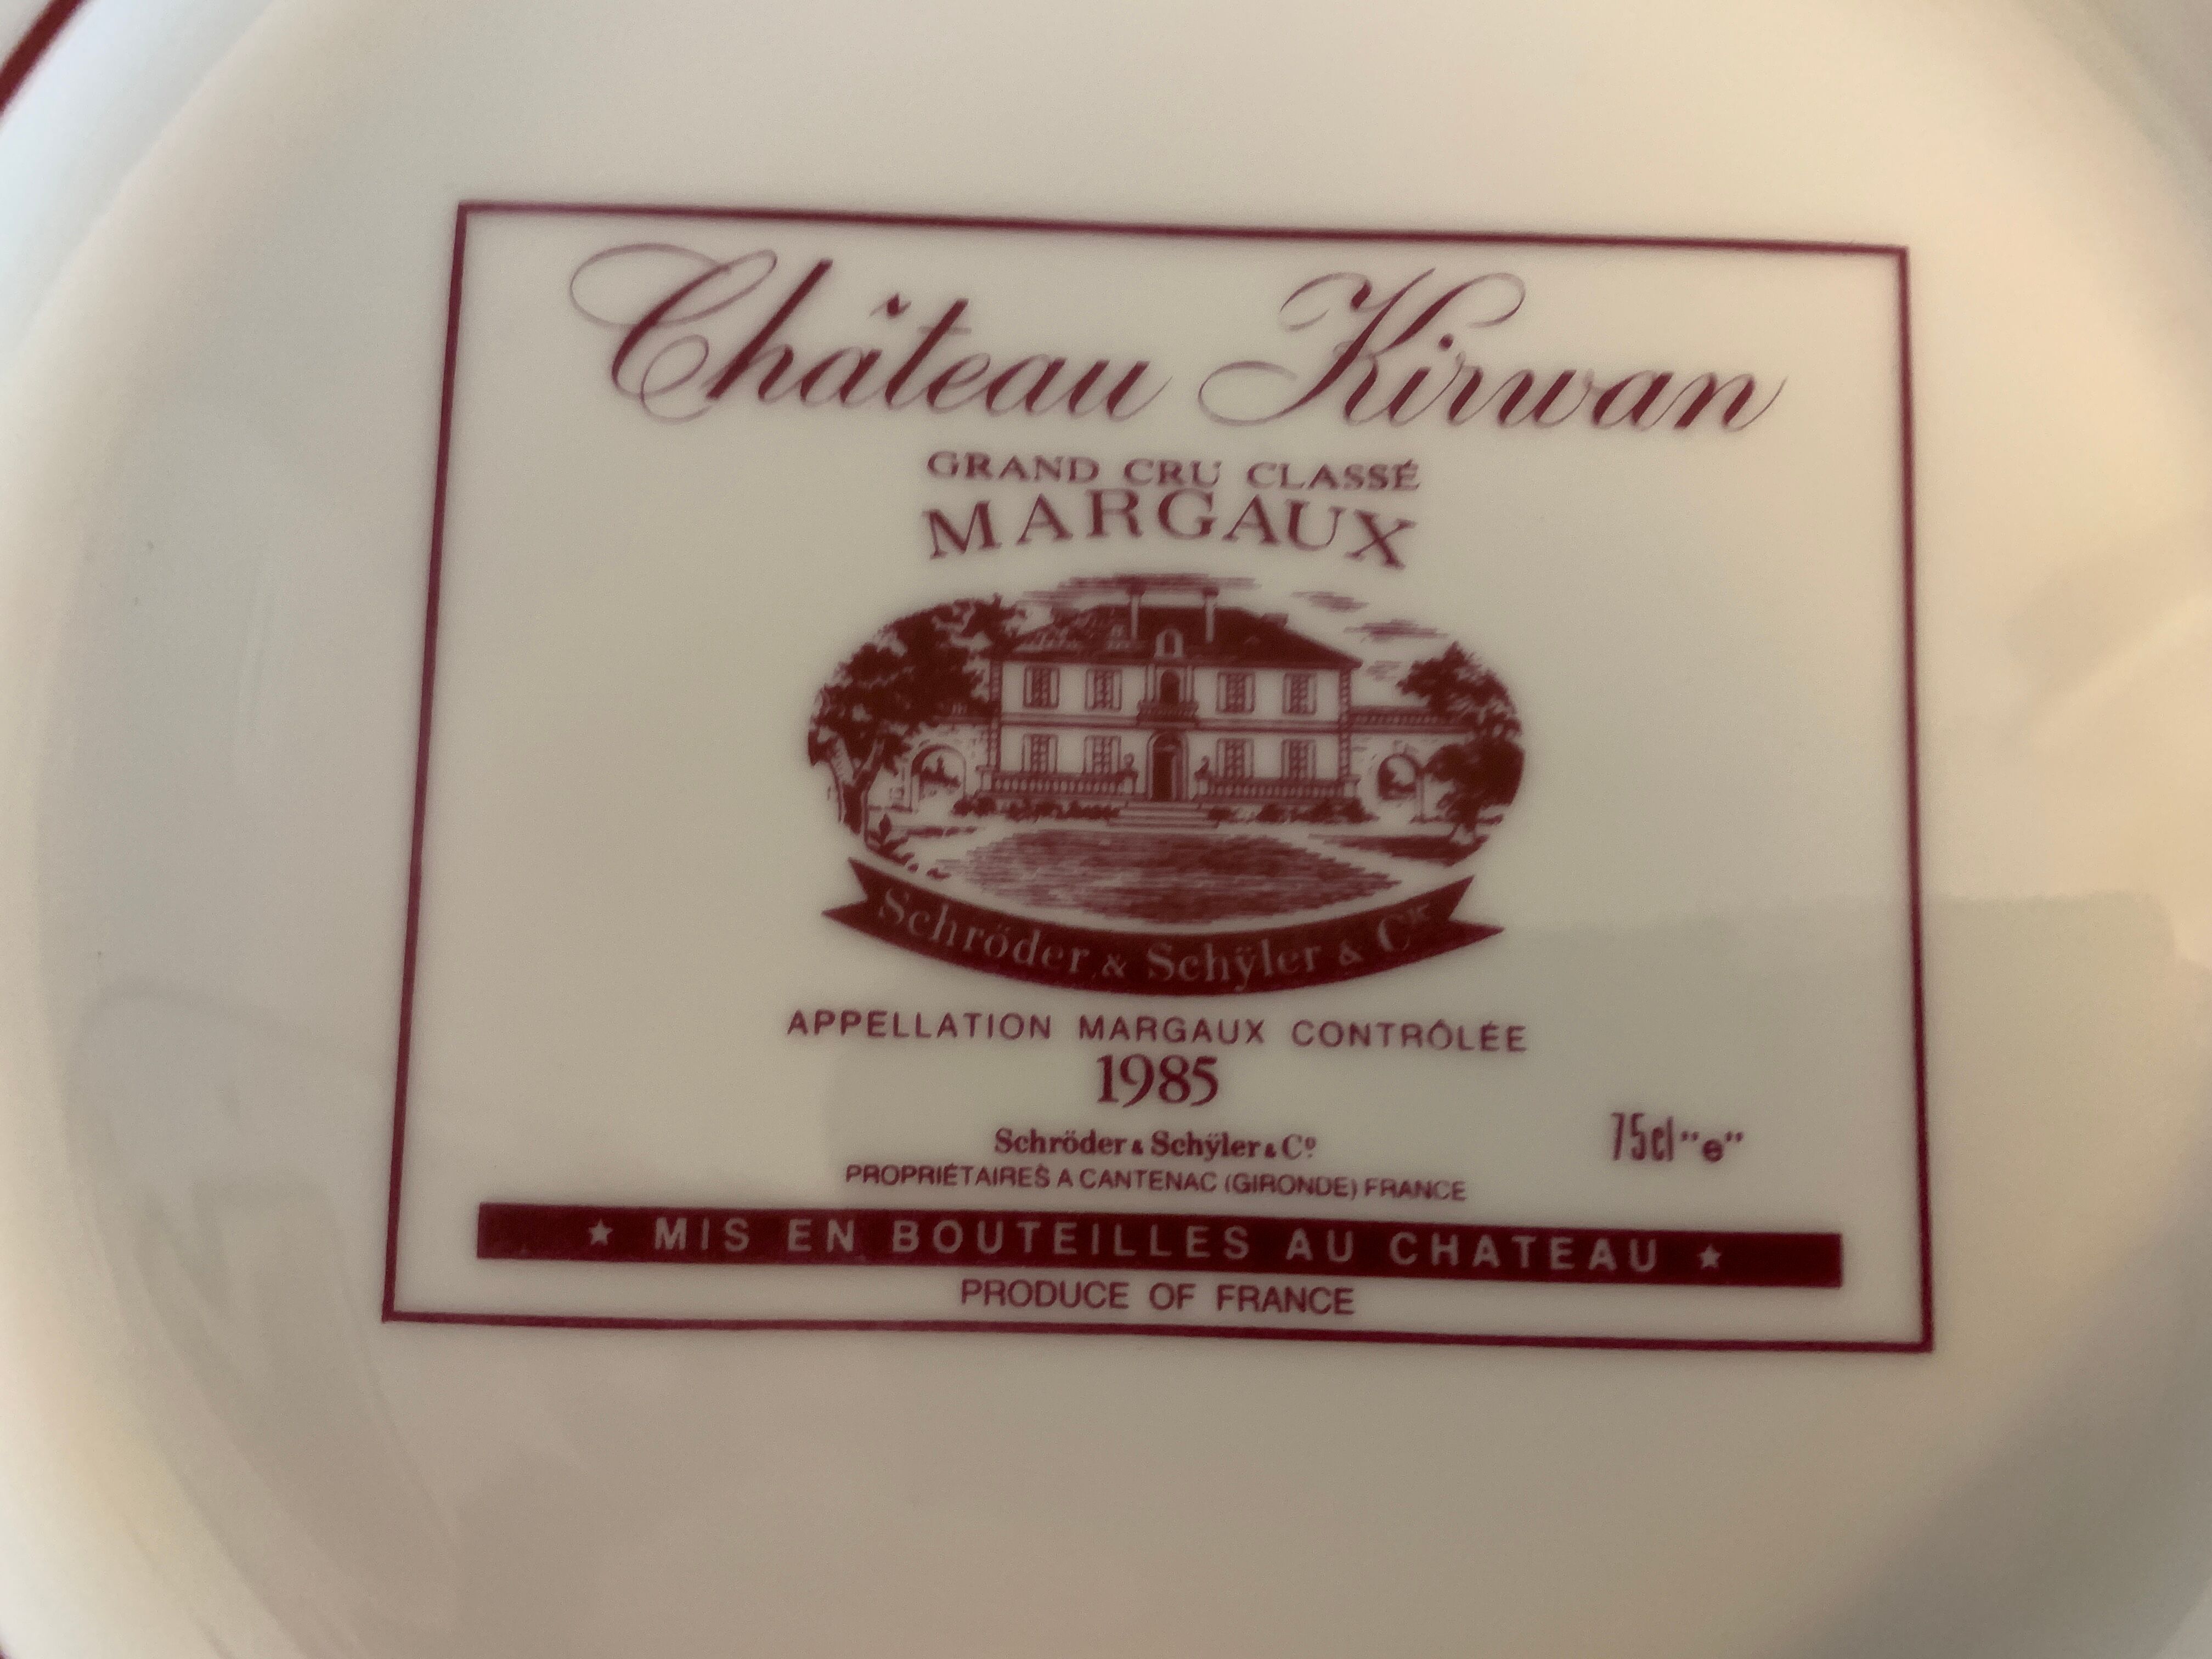 Château Kirwan
GRAND CRU CLASSÉ
MARGAUX
Schröder & Schÿler & Cie
APPELLATION MARGAUX CONTRÔLÉE
1985
Schröder & Schÿler & Cº
75cl "e"
PROPRIÉTAIRES A CANTENAC (GIRONDE) FRANCE
★ MIS EN BOUTEILLES AU CHATEAU ★
PRODUCE OF FRANCE